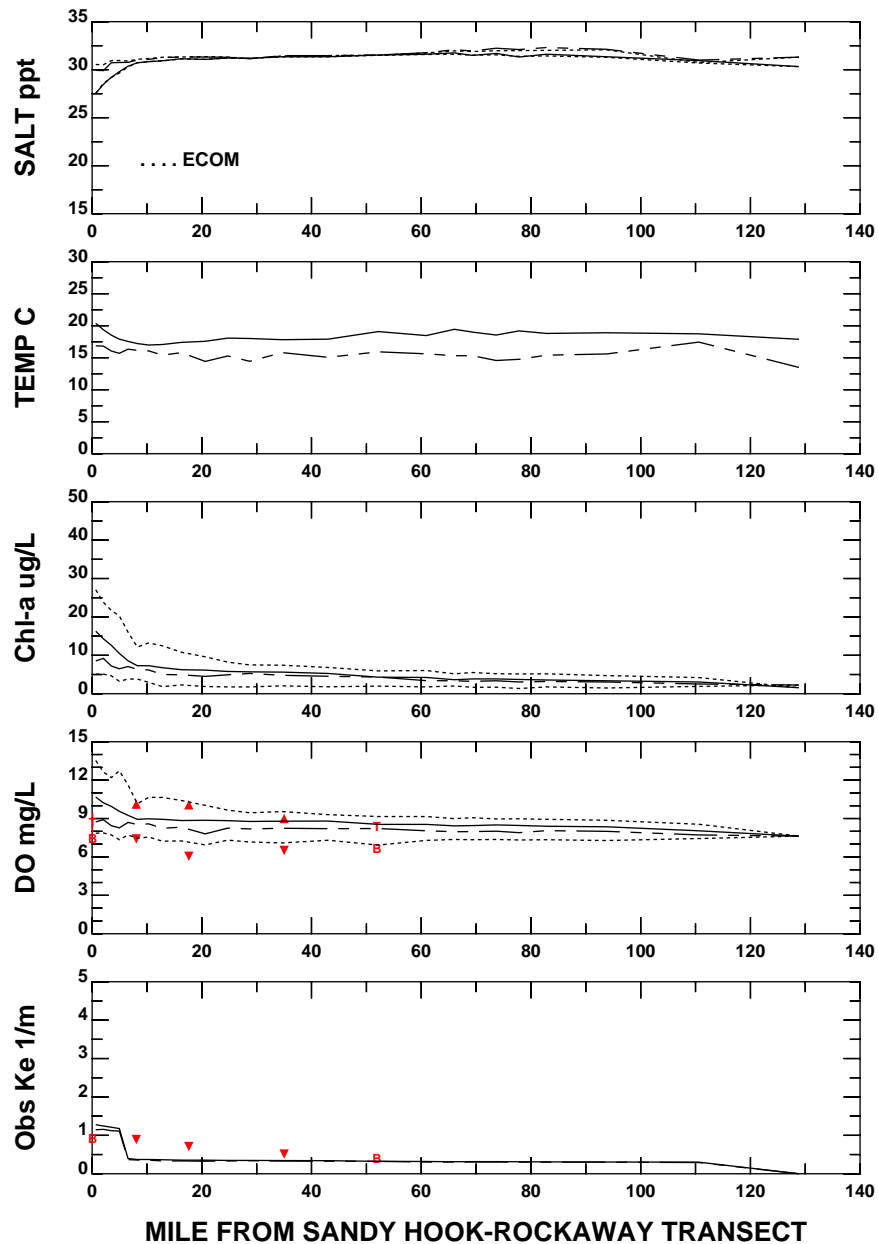 SALT ppt
35
30
25
20
15
.... ECOM
0 20 40 60 80 100 120 140
TEMP C
30
25
20
15
10
5
0
0 20 40 60 80 100 120 140
Chl-a ug/L
50
40
30
20
10
0
0 20 40 60 80 100 120 140
DO mg/L
15
12
9
6
3
0
T
B
T
B
0 20 40 60 80 100 120 140
Obs Ke 1/m
5
4
3
2
1
0
B
B
0 20 40 60 80 100 120 140
MILE FROM SANDY HOOK-ROCKAWAY TRANSECT